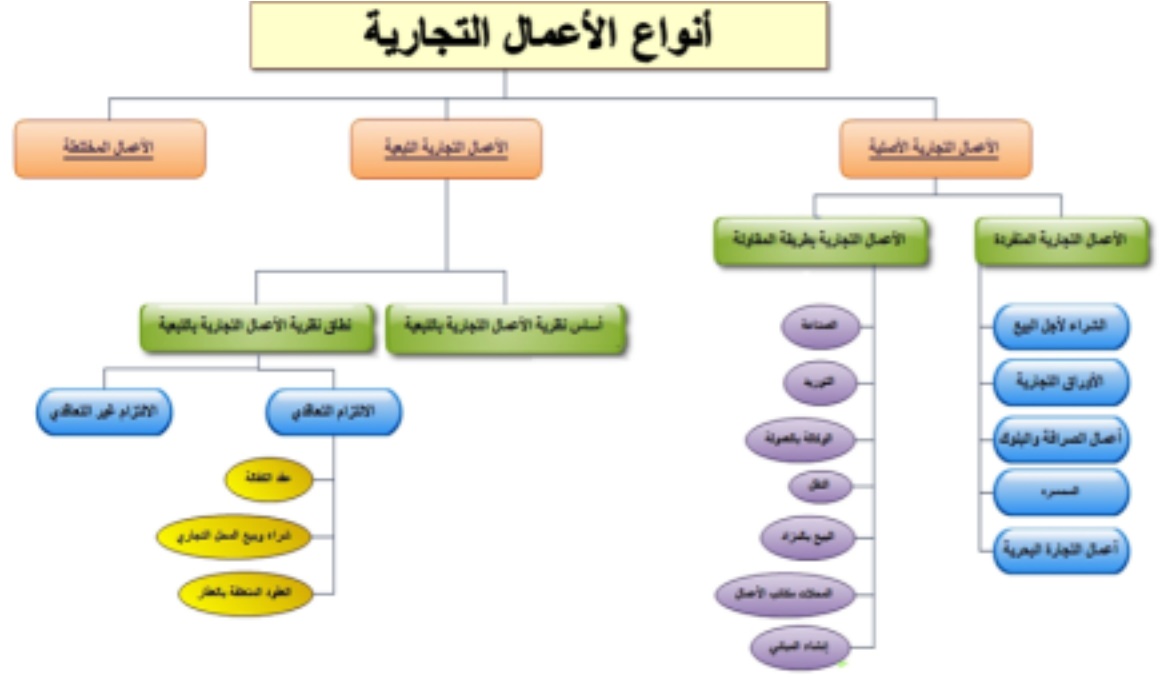 أنواع الأعمال التجارية
الأعمال التجارية الأصلية
الأعمال التجارية التبعية
الأعمال المختلطة
الأعمال التجارية المنفردة
الأعمال التجارية بطريقة المقاولة
أساس نظرية الأعمال التجارية بالتبعية
نطاق نظرية الأعمال التجارية بالتبعية
الشراء لأجل البيع
الأوراق التجارية
أعمال الصرافة والبنوك
السمسره
أعمال التجارة البحرية
الصناعة
التوريد
الوكالة بالعمولة
النقل
البيع بالمزاد
المحلات مكاتب الأعمال
إنشاء المباني
الالتزام التعاقدي
الالتزام غير التعاقدي
عقد الكفالة
شراء وبيع المحل التجاري
العقود المتعلقة بالعقار